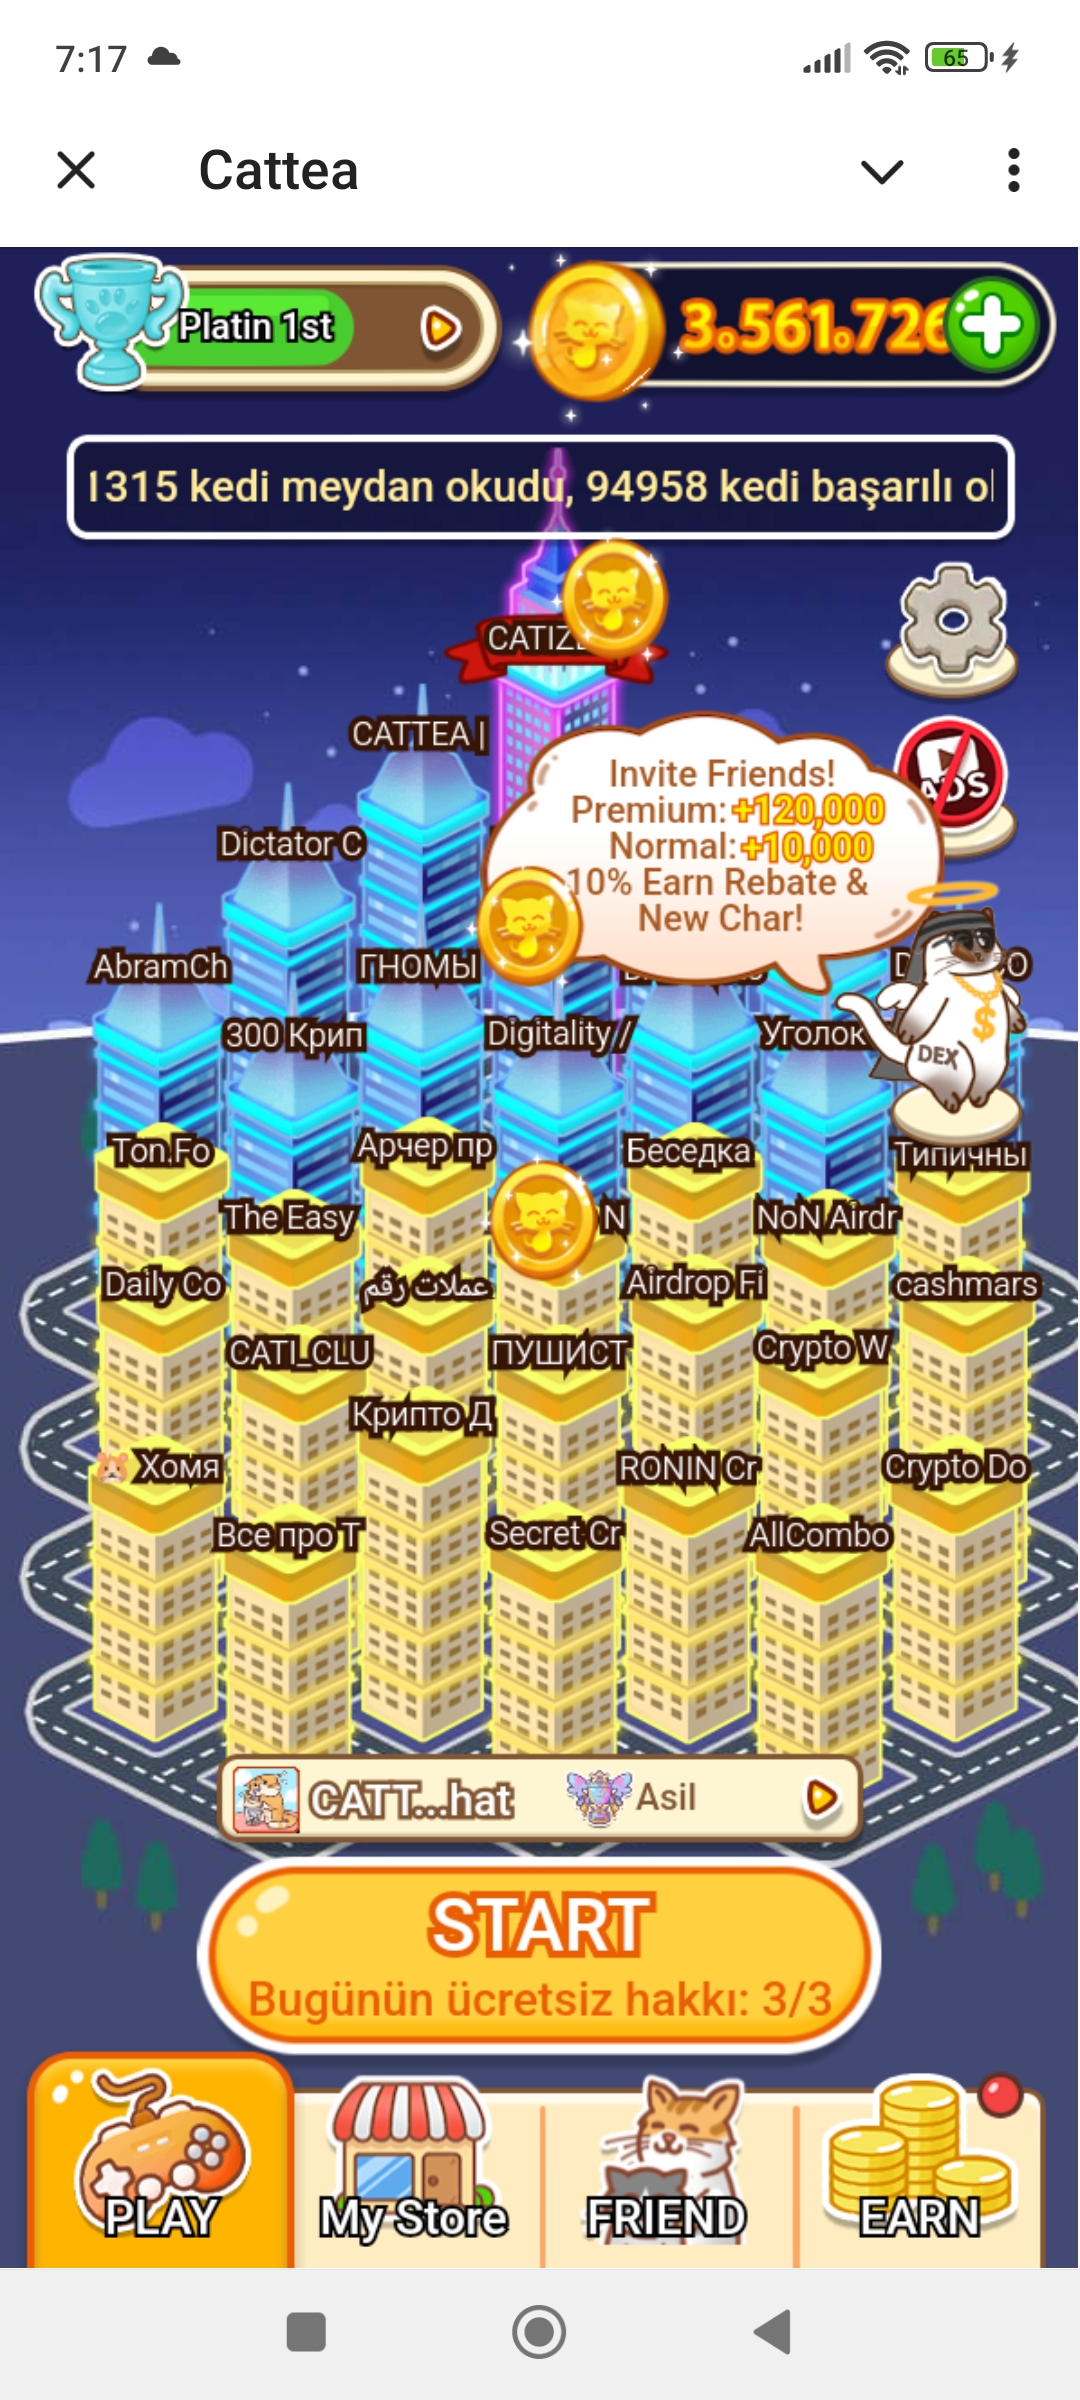 7:17
65
Cattea
Platin 1st
3.561.726
1315 kedi meydan okudu, 94958 kedi başarılı ol
CATIZ
CATTEA |
ADS
Invite Friends!
Premium: +120,000
Normal: +10,000
10% Earn Rebate &
New Char!
Dictator C
AbramCh
ГНОМЫ
300 Крип
Digitality //
Уголок
DEX
Ton.Fo
Арчер пр
Беседка
Типичны
The Easy
N
NoN Airdr
Daily Co
عملات رقم
Airdrop Fi
cashmars
CATI_CLU
ПУШИСТ
Crypto W
Крипто Д
🐹 Хомя
RONIN Cr
Crypto Do
Все про Т
Secret Cr
AllCombo
CATT...hat
Asil
START
Bugünün ücretsiz hakkı: 3/3
PLAY
My Store
FRIEND
EARN